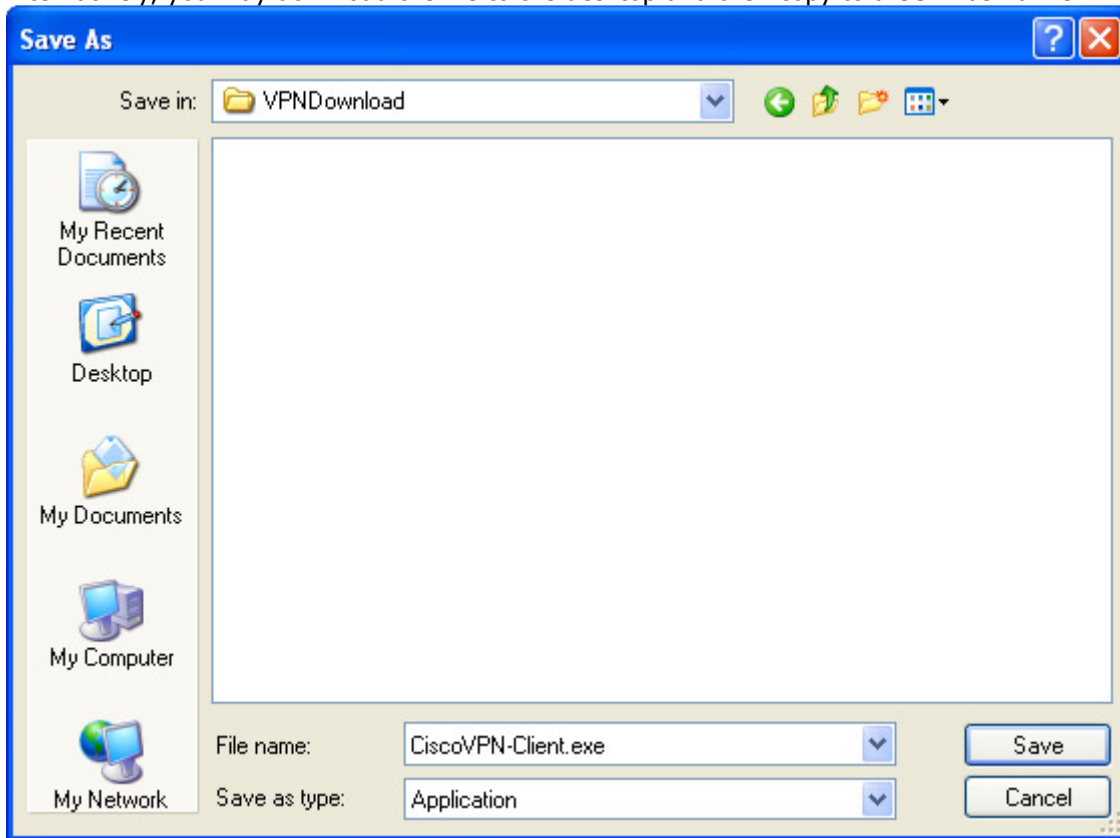 Save As
Save in:
VPNDownload
My Recent
Documents
Desktop
My Documents
My Computer
My Network
File name:
CiscoVPN-Client.exe
Save
Save as type:
Application
Cancel